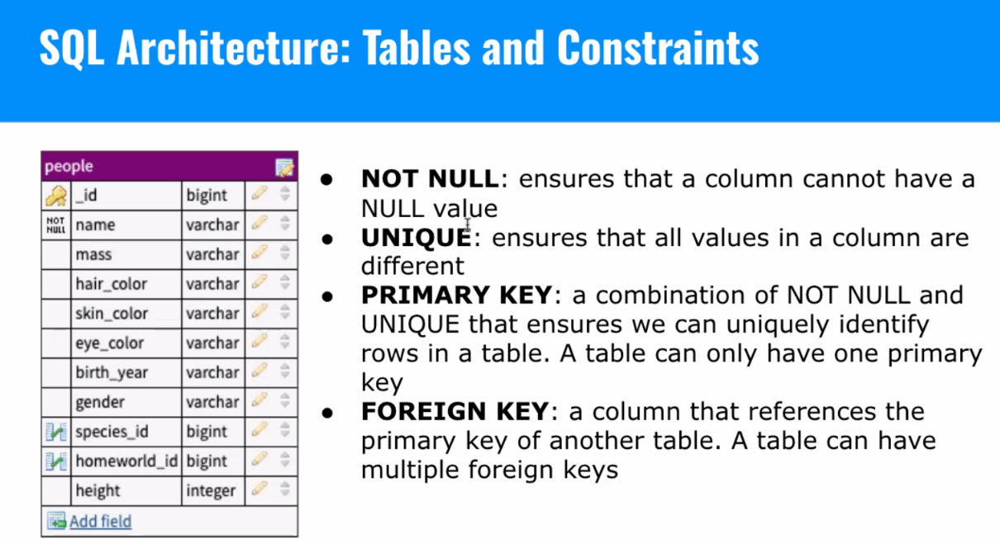 SQL Architecture: Tables and Constraints
people
_id bigint
NOT NULL name varchar
mass varchar
hair_color varchar
skin_color varchar
eye_color varchar
birth_year varchar
gender varchar
species_id bigint
homeworld_id bigint
height integer
Add field
● NOT NULL: ensures that a column cannot have a
NULL value
● UNIQUE: ensures that all values in a column are
different
● PRIMARY KEY: a combination of NOT NULL and
UNIQUE that ensures we can uniquely identify
rows in a table. A table can only have one primary
key
● FOREIGN KEY: a column that references the
primary key of another table. A table can have
multiple foreign keys